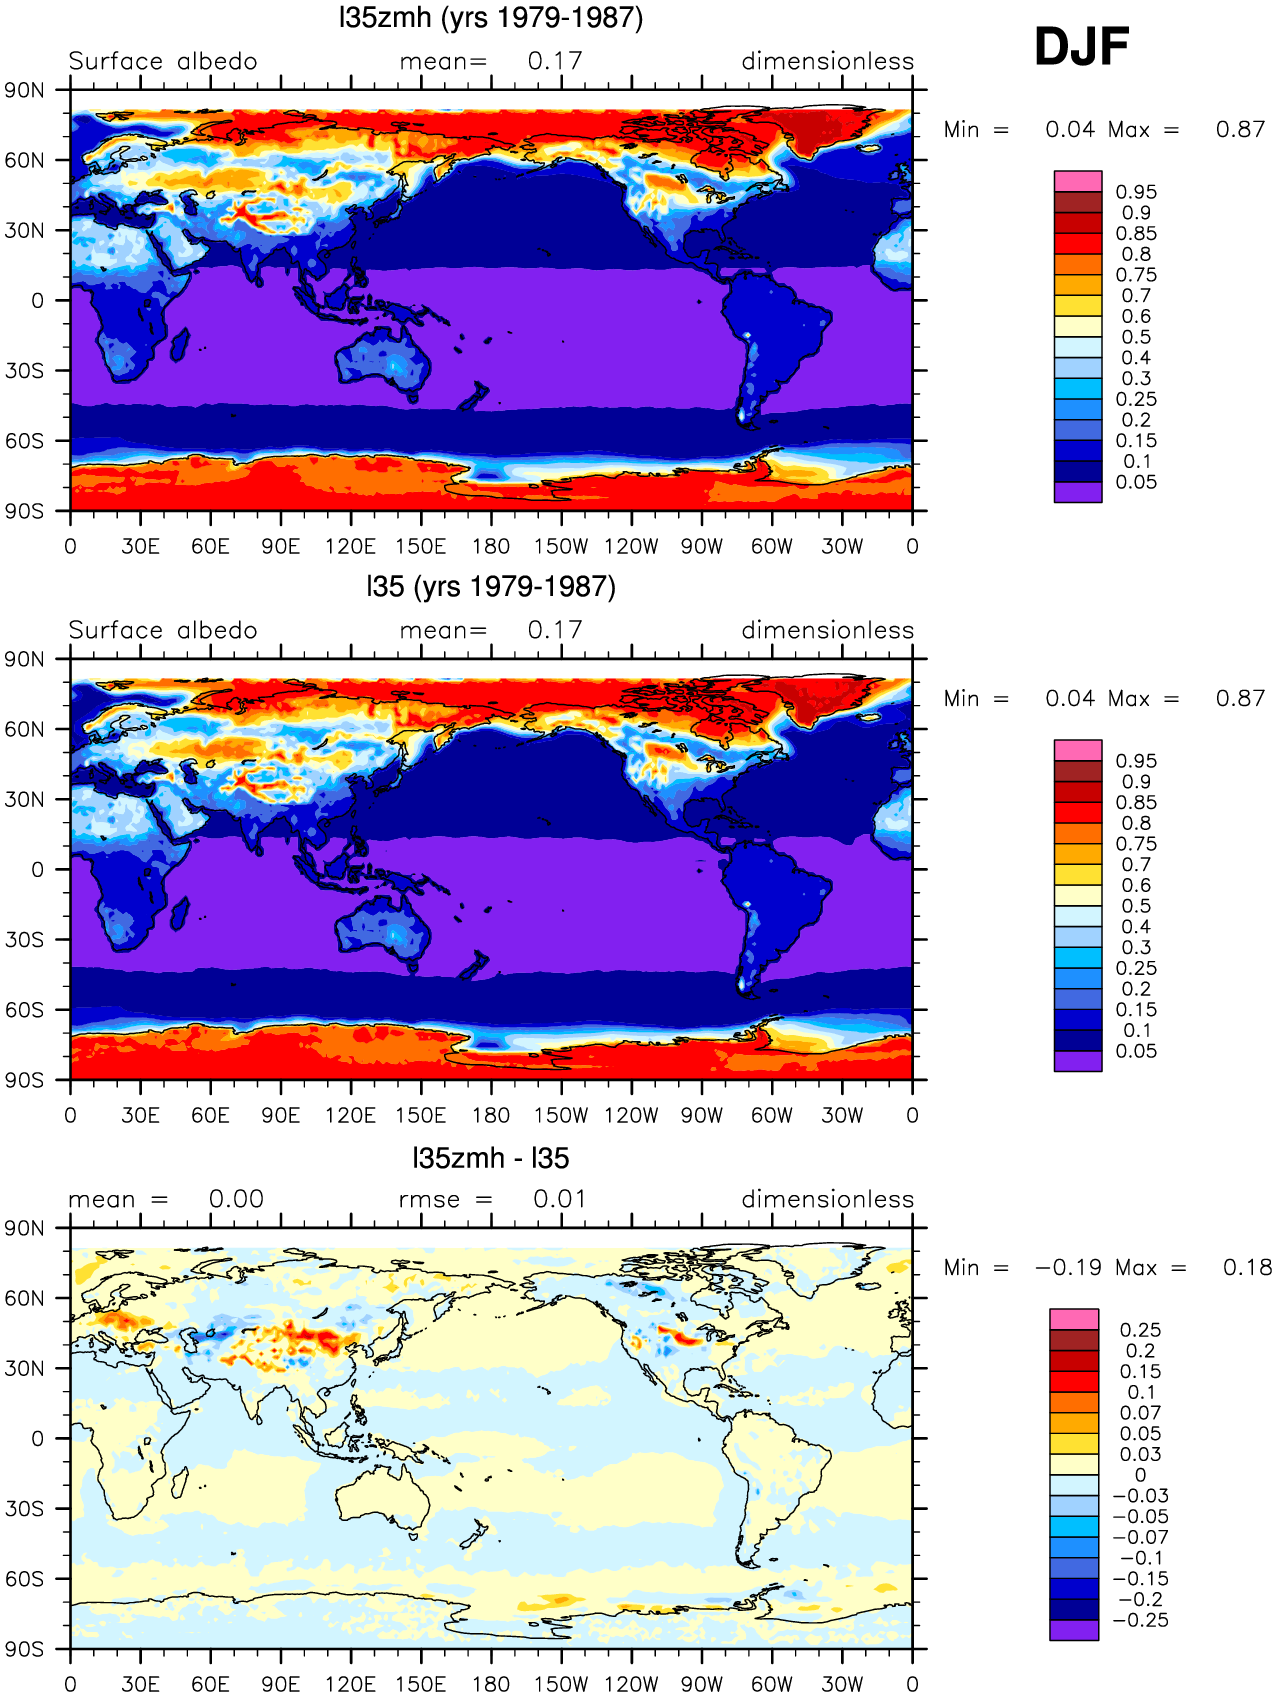 l35zmh (yrs 1979-1987)
DJF
Surface albedo mean= 0.17 dimensionless
Min = 0.04 Max = 0.87
90N
60N
30N
0
30S
60S
90S
0 30E 60E 90E 120E 150E 180 150W 120W 90W 60W 30W 0
0.95
0.9
0.85
0.8
0.75
0.7
0.6
0.5
0.4
0.3
0.25
0.2
0.15
0.1
0.05
l35 (yrs 1979-1987)
Surface albedo mean= 0.17 dimensionless
Min = 0.04 Max = 0.87
90N
60N
30N
0
30S
60S
90S
0 30E 60E 90E 120E 150E 180 150W 120W 90W 60W 30W 0
0.95
0.9
0.85
0.8
0.75
0.7
0.6
0.5
0.4
0.3
0.25
0.2
0.15
0.1
0.05
l35zmh - l35
mean = 0.00 rmse = 0.01 dimensionless
Min = −0.19 Max = 0.18
90N
60N
30N
0
30S
60S
90S
0 30E 60E 90E 120E 150E 180 150W 120W 90W 60W 30W 0
0.25
0.2
0.15
0.1
0.07
0.05
0.03
0
−0.03
−0.05
−0.07
−0.1
−0.15
−0.2
−0.25